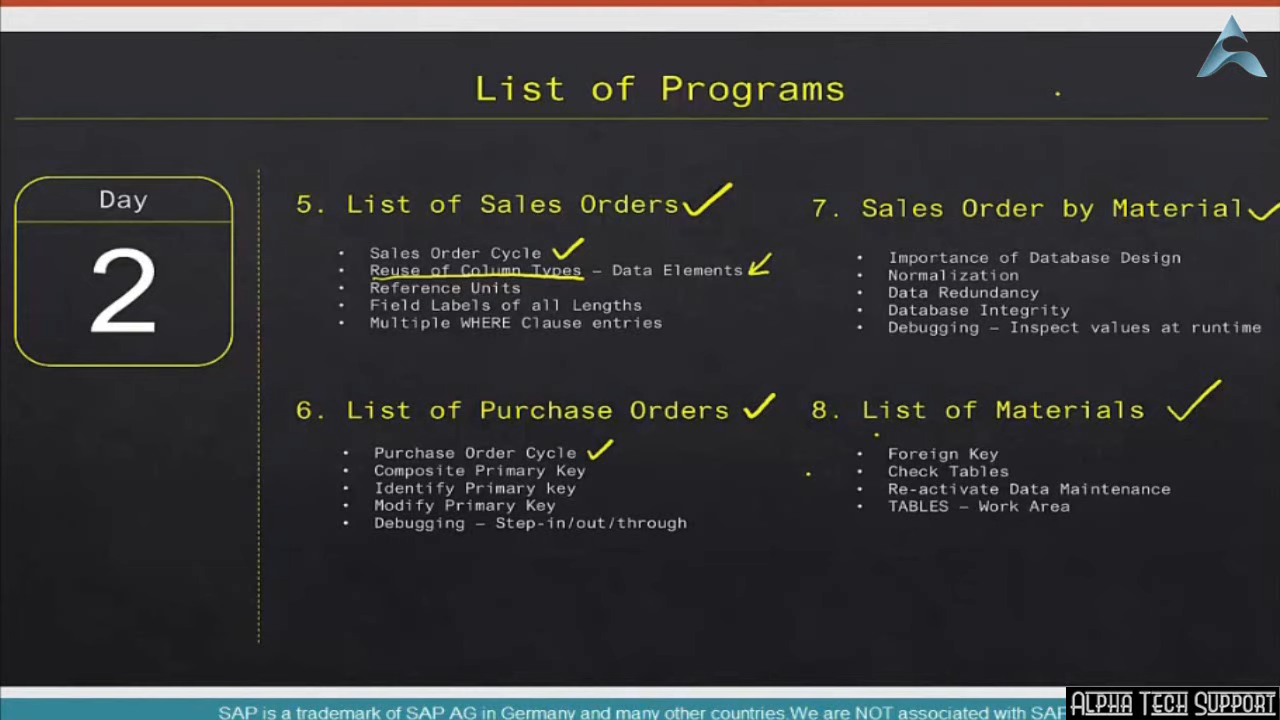 List of Programs
Day
2
5. List of Sales Orders
• Sales Order Cycle
• Reuse of Column Types – Data Elements
• Reference Units
• Field Labels of all Lengths
• Multiple WHERE Clause entries
6. List of Purchase Orders
• Purchase Order Cycle
• Composite Primary Key
• Identify Primary key
• Modify Primary Key
• Debugging – Step-in/out/through
7. Sales Order by Material
• Importance of Database Design
• Normalization
• Data Redundancy
• Database Integrity
• Debugging – Inspect values at runtime
8. List of Materials
• Foreign Key
• Check Tables
• Re-activate Data Maintenance
• TABLES – Work Area
SAP is a trademark of SAP AG in Germany and many other countries.We are NOT associated with SAP
ALPHA TECH SUPPORT